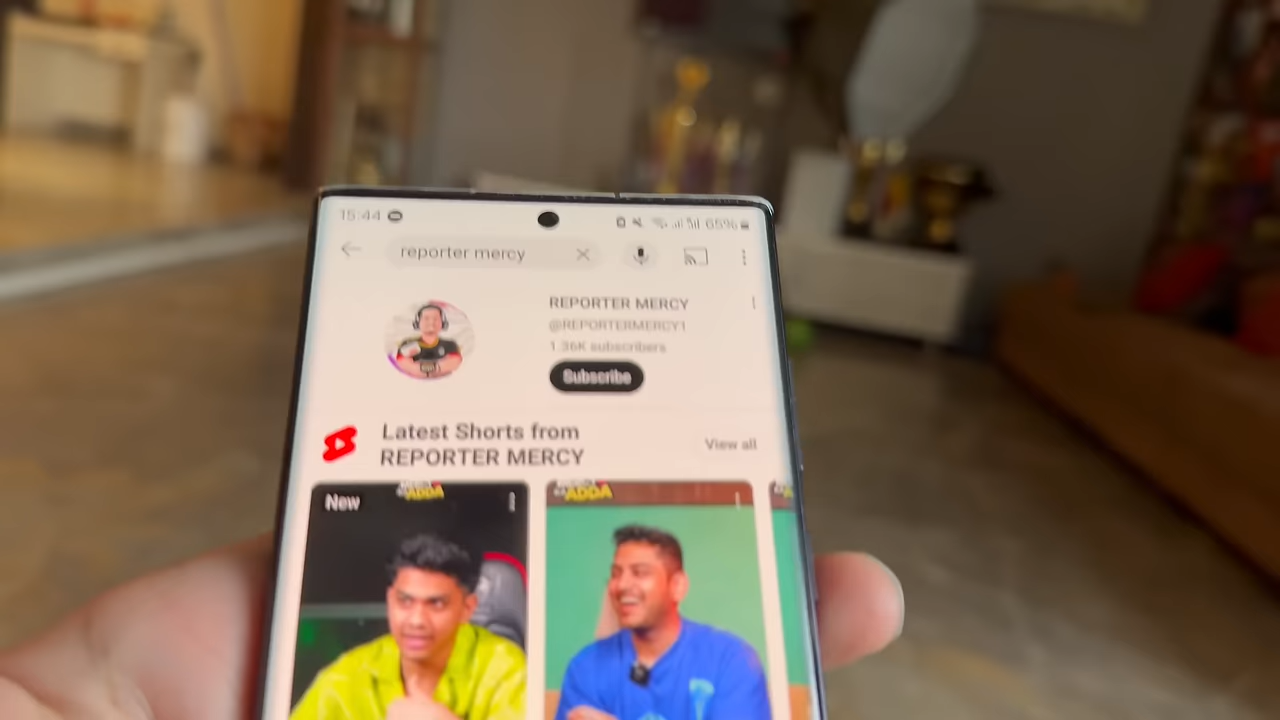 15:44
65%
reporter mercy
REPORTER MERCY
@REPORTERMERCY1
1.36K subscribers
Subscribe
Latest Shorts from
REPORTER MERCY
View all
New
ADDA
ADDA